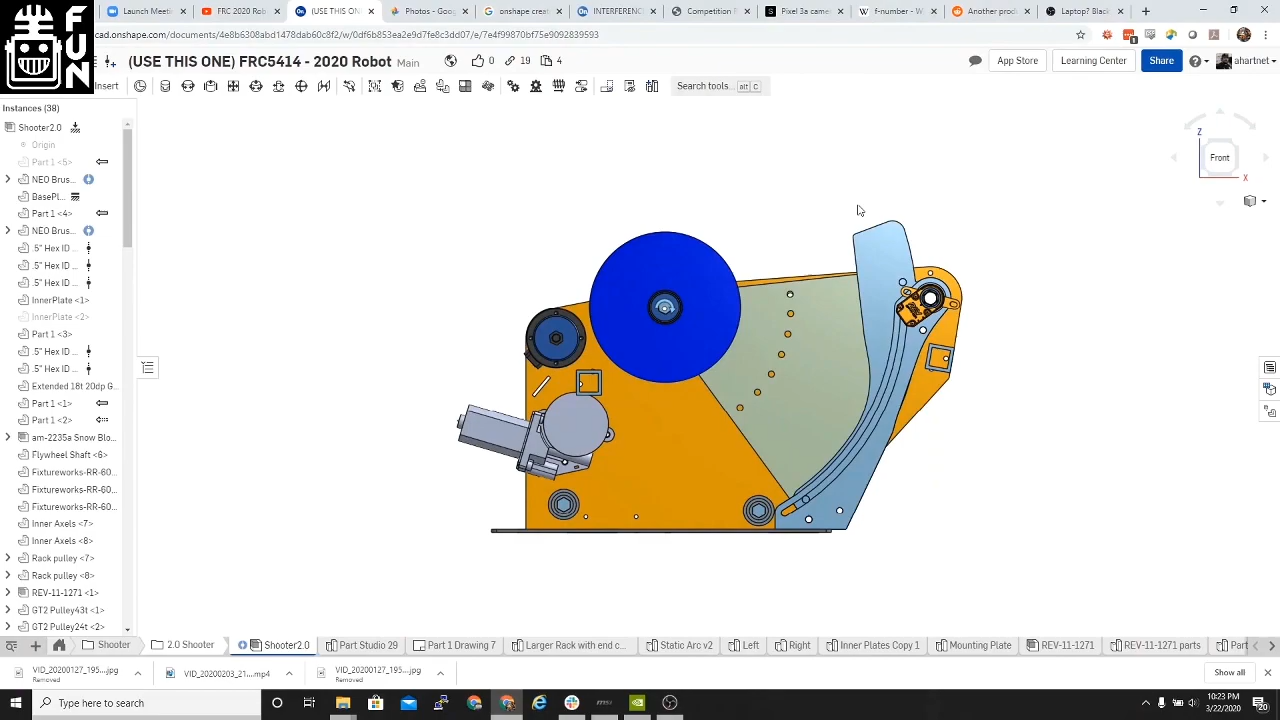 FUN
Launch Meeti
FRC 2020 Rob
(USE THIS ONE
Photos - Goog
onshape creat
INTERFERENC
Competition
Pixel 3a came
f-number - Wi
Another produ
Laptop? Black
cad.onshape.com/documents/4e8b6308abd1478dab60c8f2/w/0df6b853ea2e9d7fe8c39c07/e/7e4f99870bf75e9092839593
(USE THIS ONE) FRC5414 - 2020 Robot Main
0 19 4
App Store
Learning Center
Share
ahartnet
Insert
Search tools... alt C
Instances (38)
Shooter2.0
Origin
Part 1 <5>
NEO Brus...
BasePl...
Part 1 <4>
NEO Brus...
.5" Hex ID ...
.5" Hex ID ...
.5" Hex ID ...
InnerPlate <1>
InnerPlate <2>
Part 1 <3>
.5" Hex ID ...
.5" Hex ID ...
Extended 18t 20dp G...
Part 1 <1>
Part 1 <2>
am-2235a Snow Blo...
Flywheel Shaft <6>
Fixtureworks-RR-60...
Fixtureworks-RR-60...
Fixtureworks-RR-60...
Inner Axels <7>
Inner Axels <8>
Rack pulley <7>
Rack pulley <8>
REV-11-1271 <1>
GT2 Pulley43t <1>
GT2 Pulley24t <2>
Z
Front
X
Shooter
2.0 Shooter
Shooter2.0
Part Studio 29
Part 1 Drawing 7
Larger Rack with end c...
Static Arc v2
Left
Right
Inner Plates Copy 1
Mounting Plate
REV-11-1271
REV-11-1271 parts
Part
VID_20200127_195....jpg
Removed
VID_20200203_21....mp4
VID_20200127_195....jpg
Removed
Show all
Type here to search
10:23 PM
3/22/2020